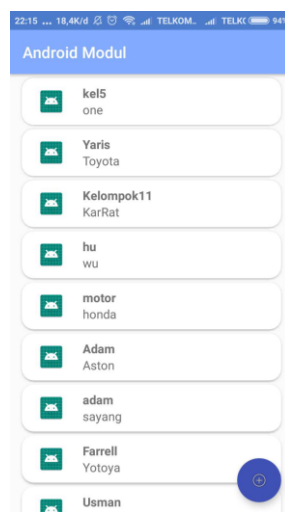 22:15 ... 18,4K/d TELKOM... TELKO 94%
Android Modul
kel5
one
Yaris
Toyota
Kelompok11
KarRat
hu
wu
motor
honda
Adam
Aston
adam
sayang
Farrell
Yotoya
Usman